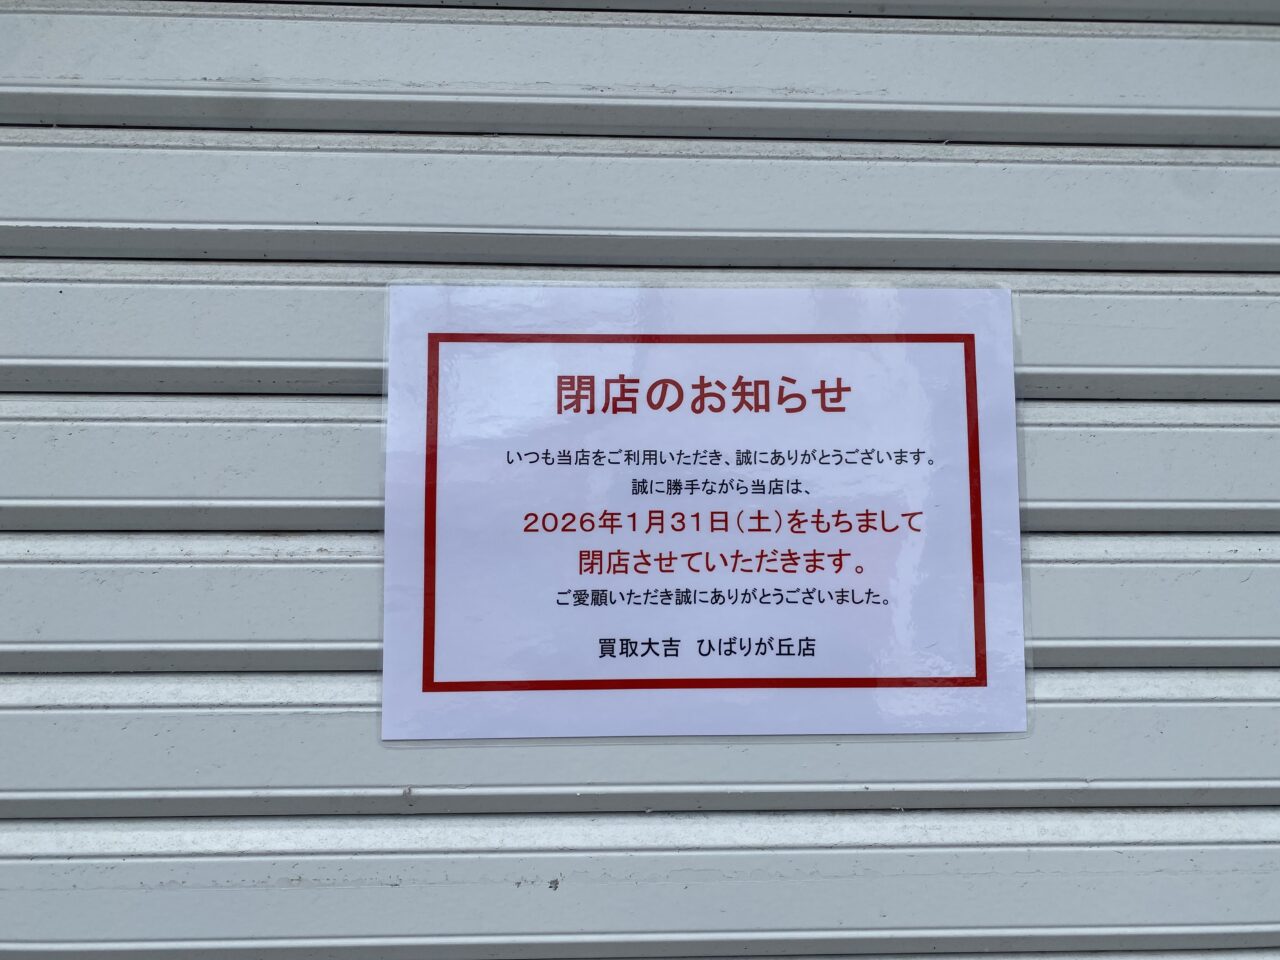 閉店のお知らせ
いつも当店をご利用いただき、誠にありがとうございます。
誠に勝手ながら当店は、
2026年1月31日(土)をもちまして
閉店させていただきます。
ご愛顧いただき誠にありがとうございました。
買取大吉　ひばりが丘店